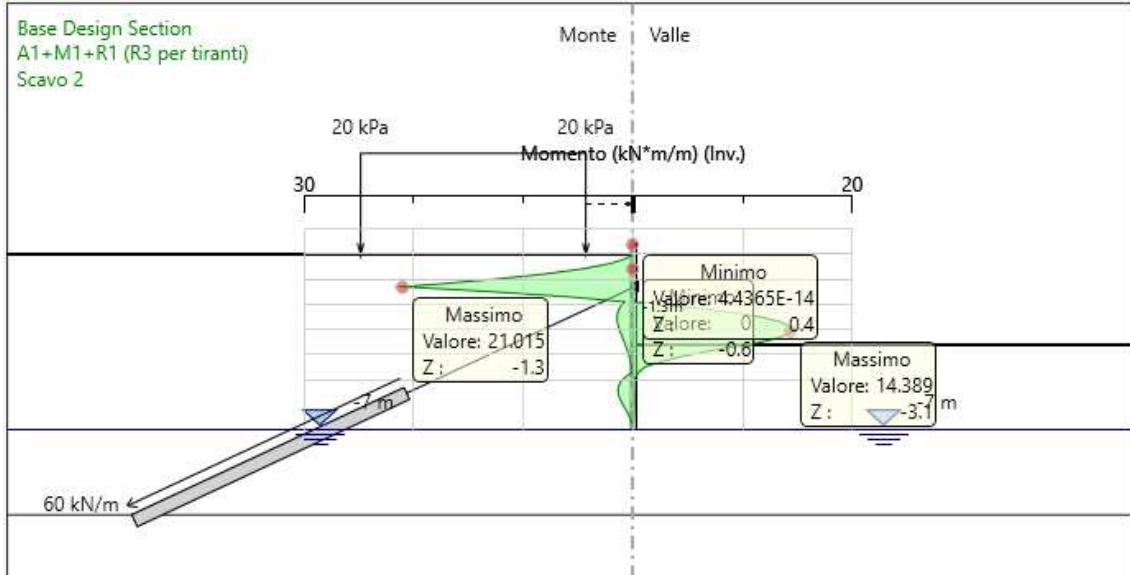 Base Design Section
A1+M1+R1 (R3 per tiranti)
Scavo 2
Monte
Valle
20 kPa
20 kPa
Momento (kN*m/m) (Inv.)
30
20
Minimo
Valore: 4.4365E-14
Z : 0.4
Valore: 0
Z : -0.6
Massimo
Valore: 21.015
Z : -1.3
Massimo
Valore: 14.389
Z : -3.1
-7 m
-7 m
60 kN/m